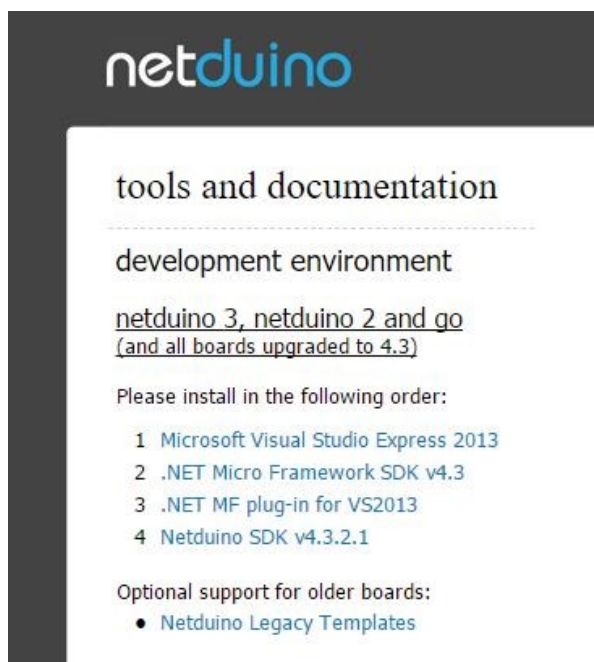 netduino
tools and documentation
development environment
netduino 3, netduino 2 and go
(and all boards upgraded to 4.3)
Please install in the following order:
1 Microsoft Visual Studio Express 2013
2 .NET Micro Framework SDK v4.3
3 .NET MF plug-in for VS2013
4 Netduino SDK v4.3.2.1
Optional support for older boards:
• Netduino Legacy Templates